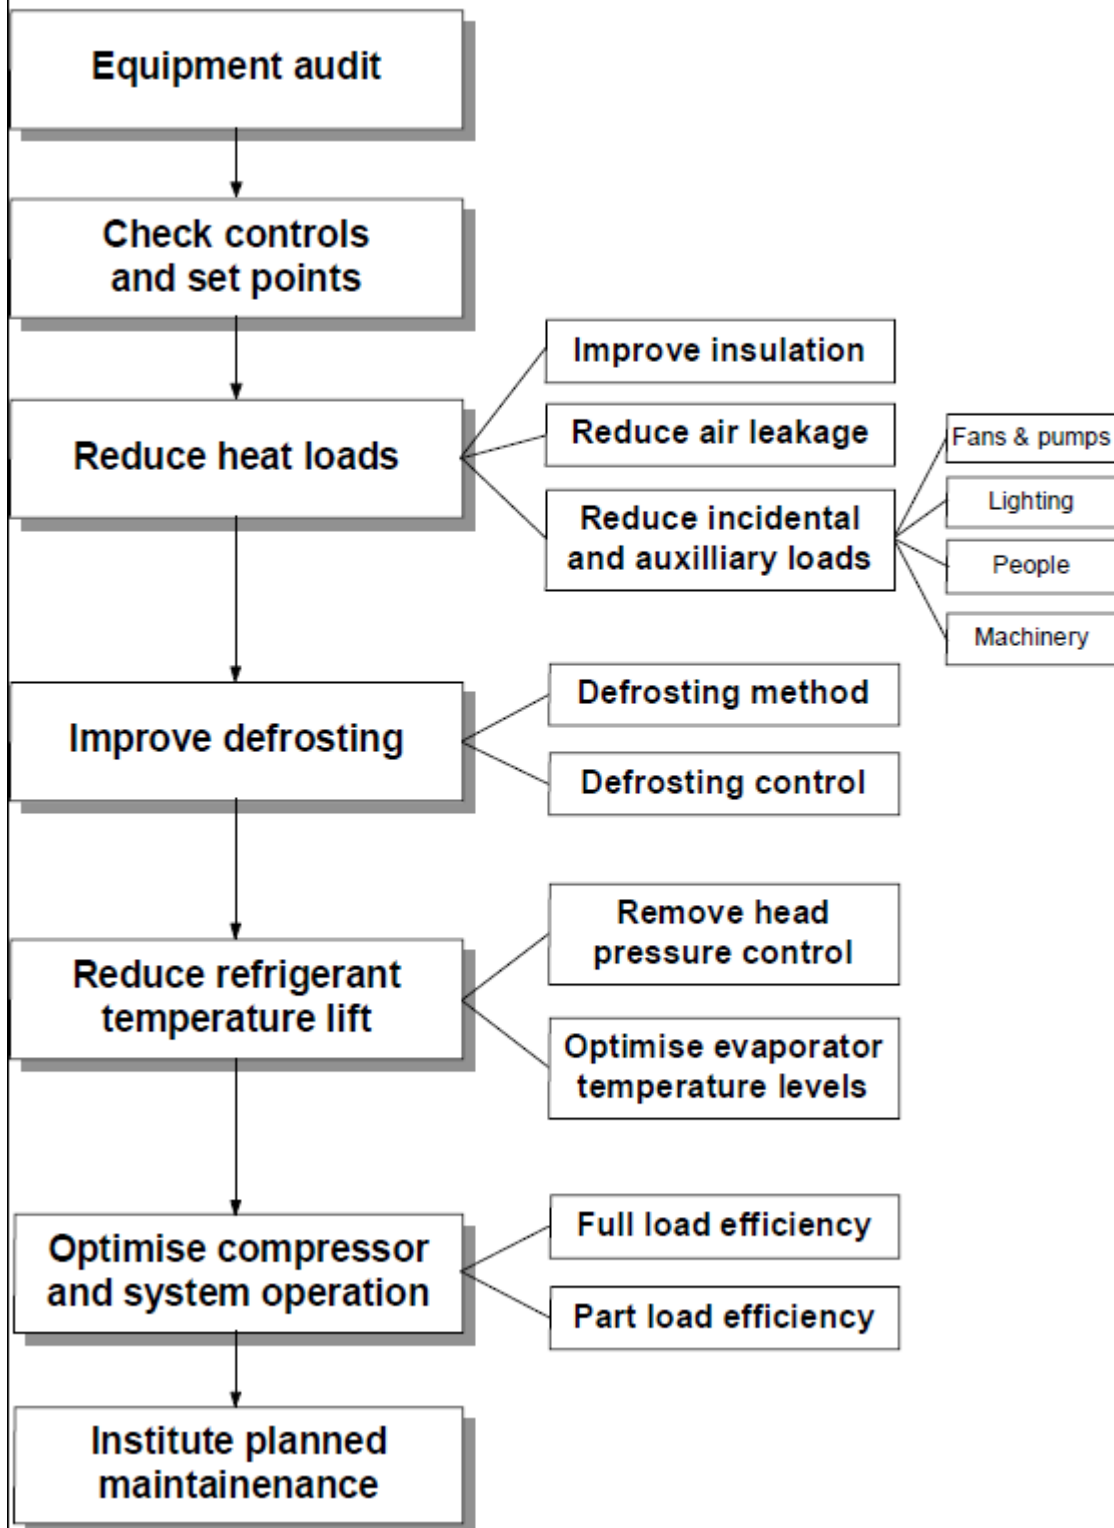 Equipment audit
Check controls
and set points
Improve insulation
Reduce heat loads
Reduce air leakage
Fans & pumps
Lighting
Reduce incidental
and auxilliary loads
People
Machinery
Improve defrosting
Defrosting method
Defrosting control
Reduce refrigerant
temperature lift
Remove head
pressure control
Optimise evaporator
temperature levels
Optimise compressor
and system operation
Full load efficiency
Part load efficiency
Institute planned
maintainenance